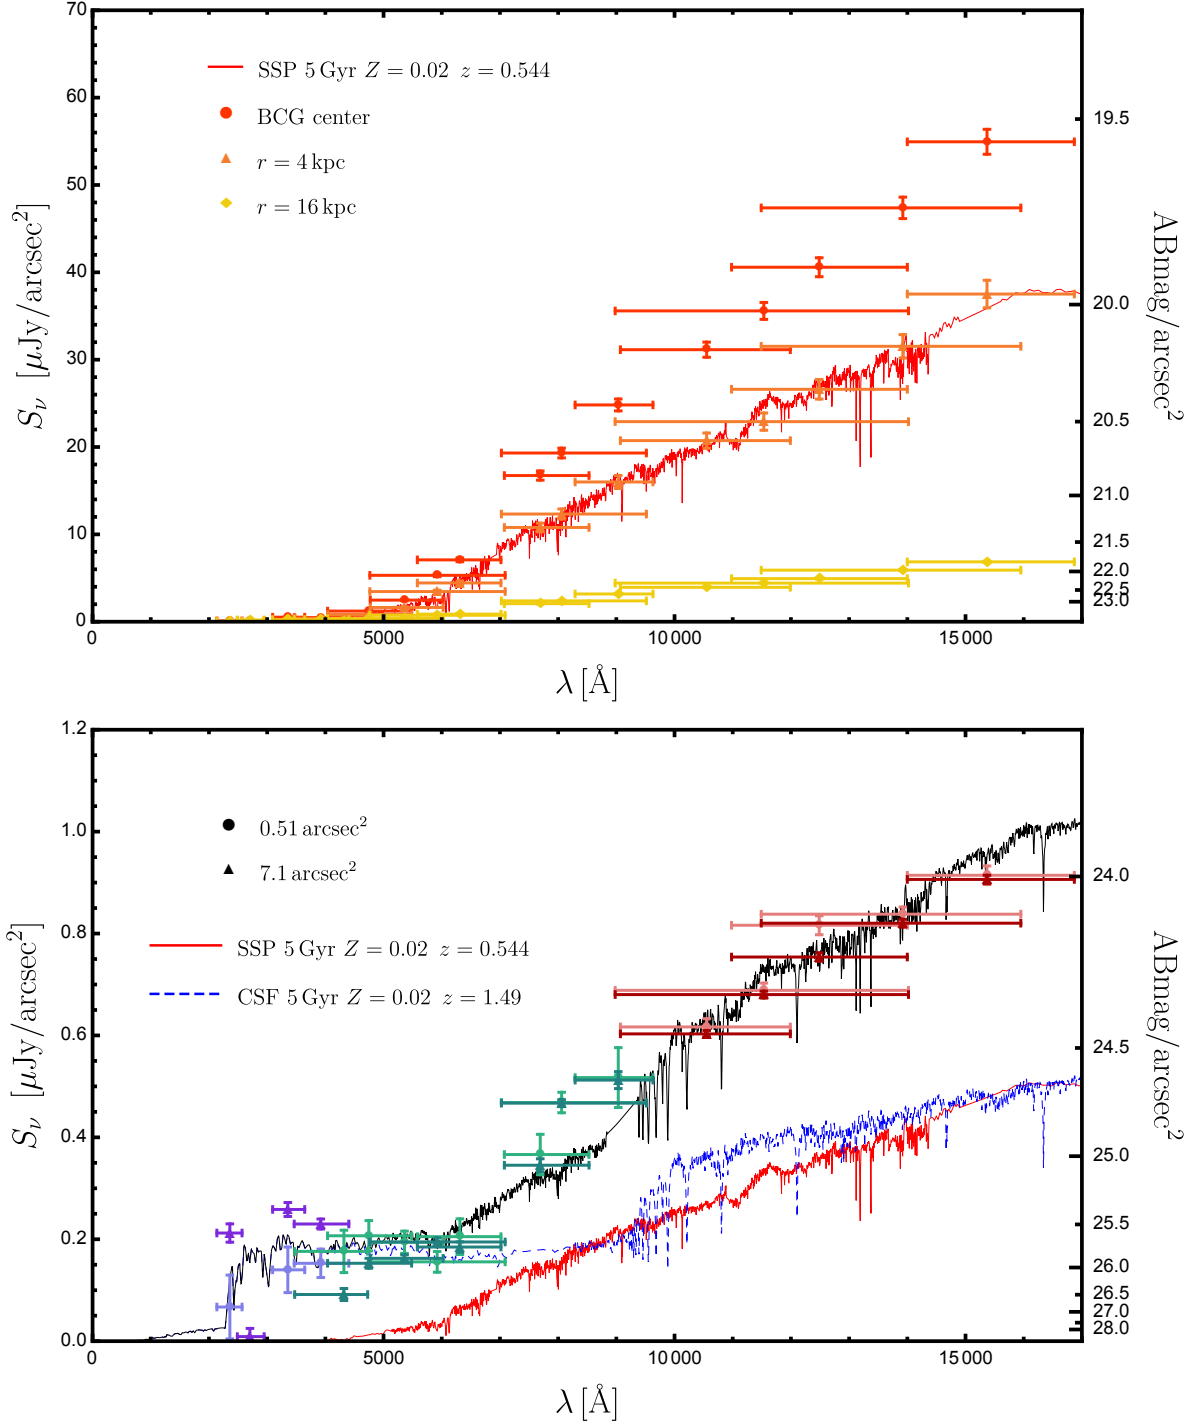 70
60
50
40
30
20
10
0
S_ν [μJy/arcsec²]
SSP 5 Gyr Z = 0.02 z = 0.544
BCG center
r = 4 kpc
r = 16 kpc
19.5
20.0
20.5
21.0
21.5
22.0
22.5
23.0
ABmag/arcsec²
0 5000 10000 15000
λ [Å]
1.2
1.0
0.8
0.6
0.4
0.2
0.0
S_ν [μJy/arcsec²]
0.51 arcsec²
7.1 arcsec²
SSP 5 Gyr Z = 0.02 z = 0.544
CSF 5 Gyr Z = 0.02 z = 1.49
24.0
24.5
25.0
25.5
26.0
26.5
27.0
28.0
ABmag/arcsec²
0 5000 10000 15000
λ [Å]